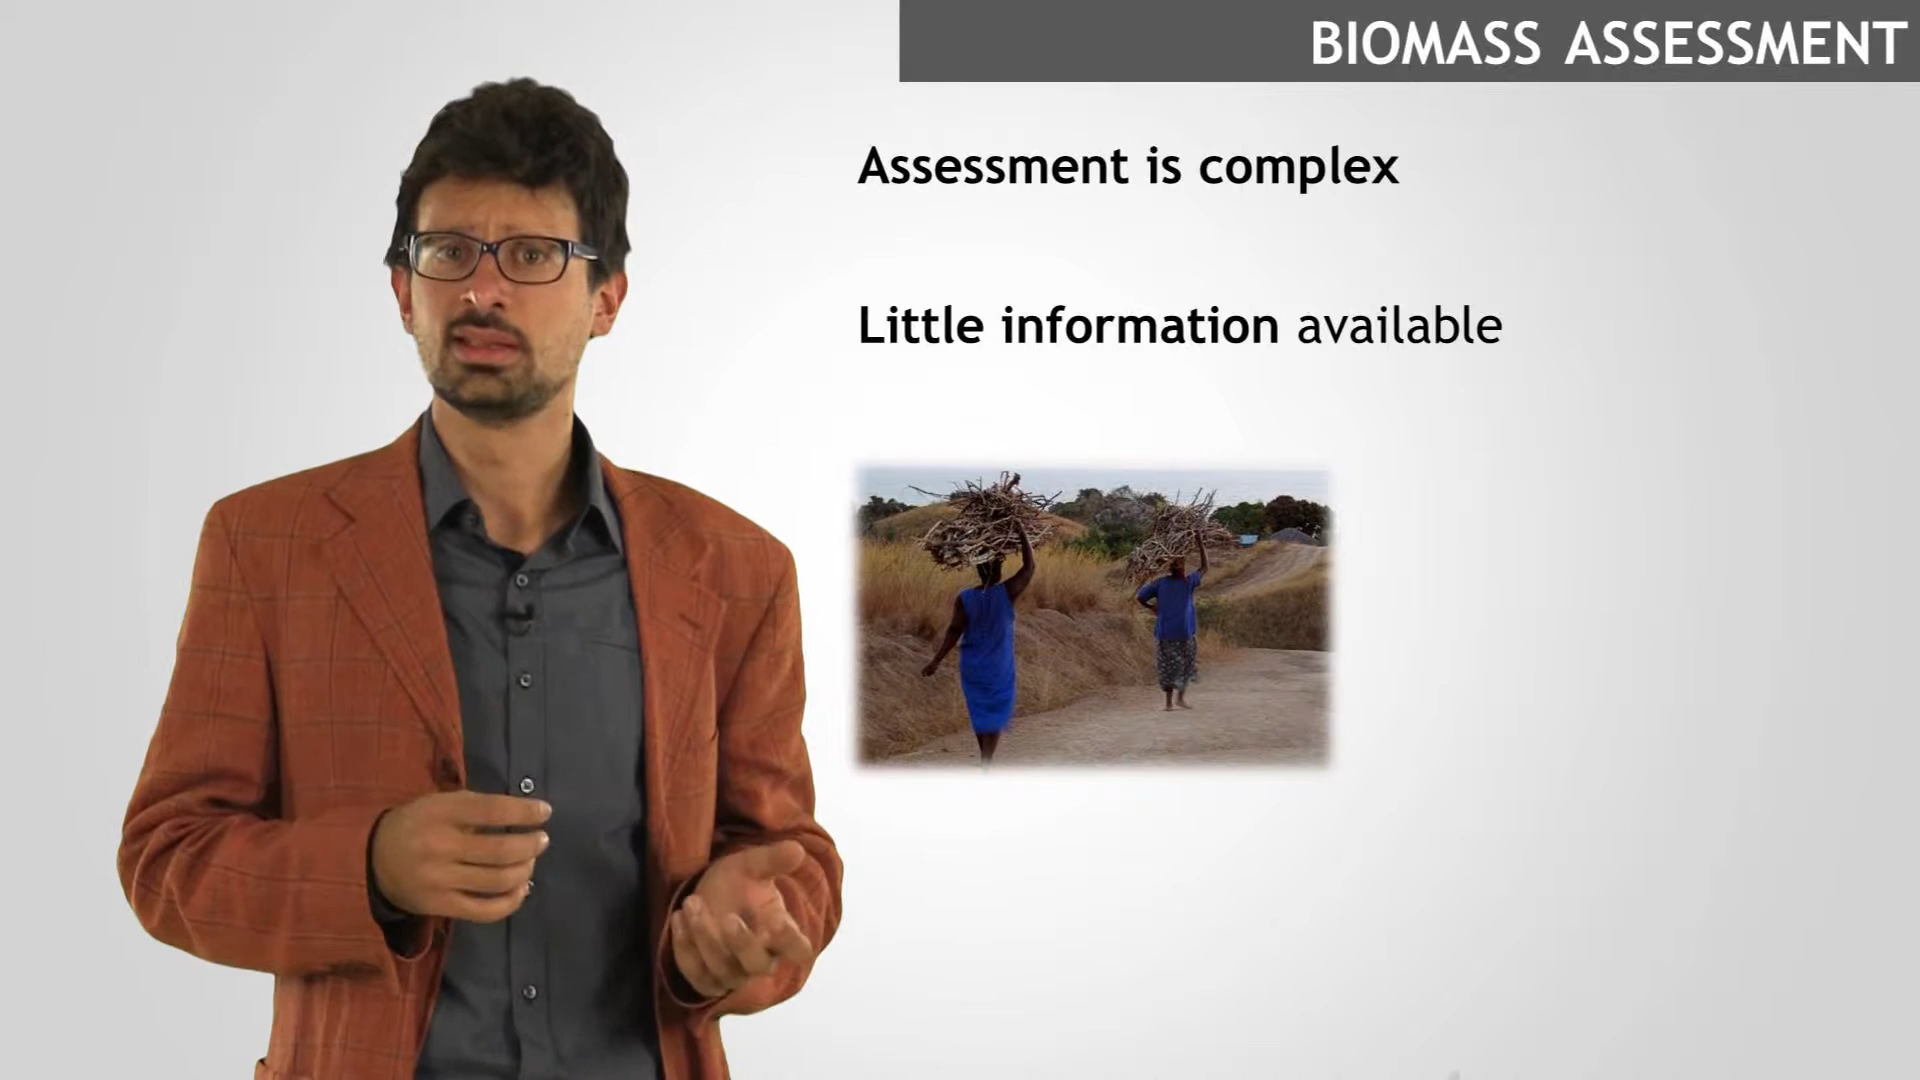 BIOMASS ASSESSMENT
Assessment is complex
Little information available